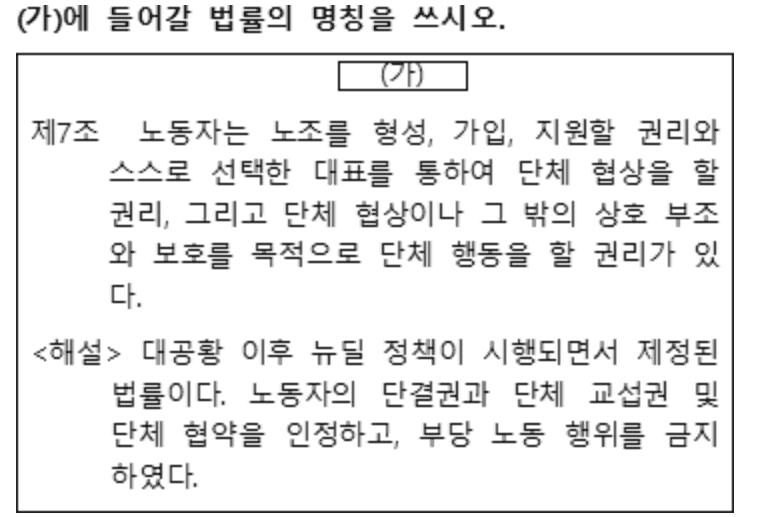 (가)에 들어갈 법률의 명칭을 쓰시오.
(가)
제7조 노동자는 노조를 형성, 가입, 지원할 권리와
스스로 선택한 대표를 통하여 단체 협상을 할
권리, 그리고 단체 협상이나 그 밖의 상호 부조
와 보호를 목적으로 단체 행동을 할 권리가 있
다.
<해설> 대공황 이후 뉴딜 정책이 시행되면서 제정된
법률이다. 노동자의 단결권과 단체 교섭권 및
단체 협약을 인정하고, 부당 노동 행위를 금지
하였다.